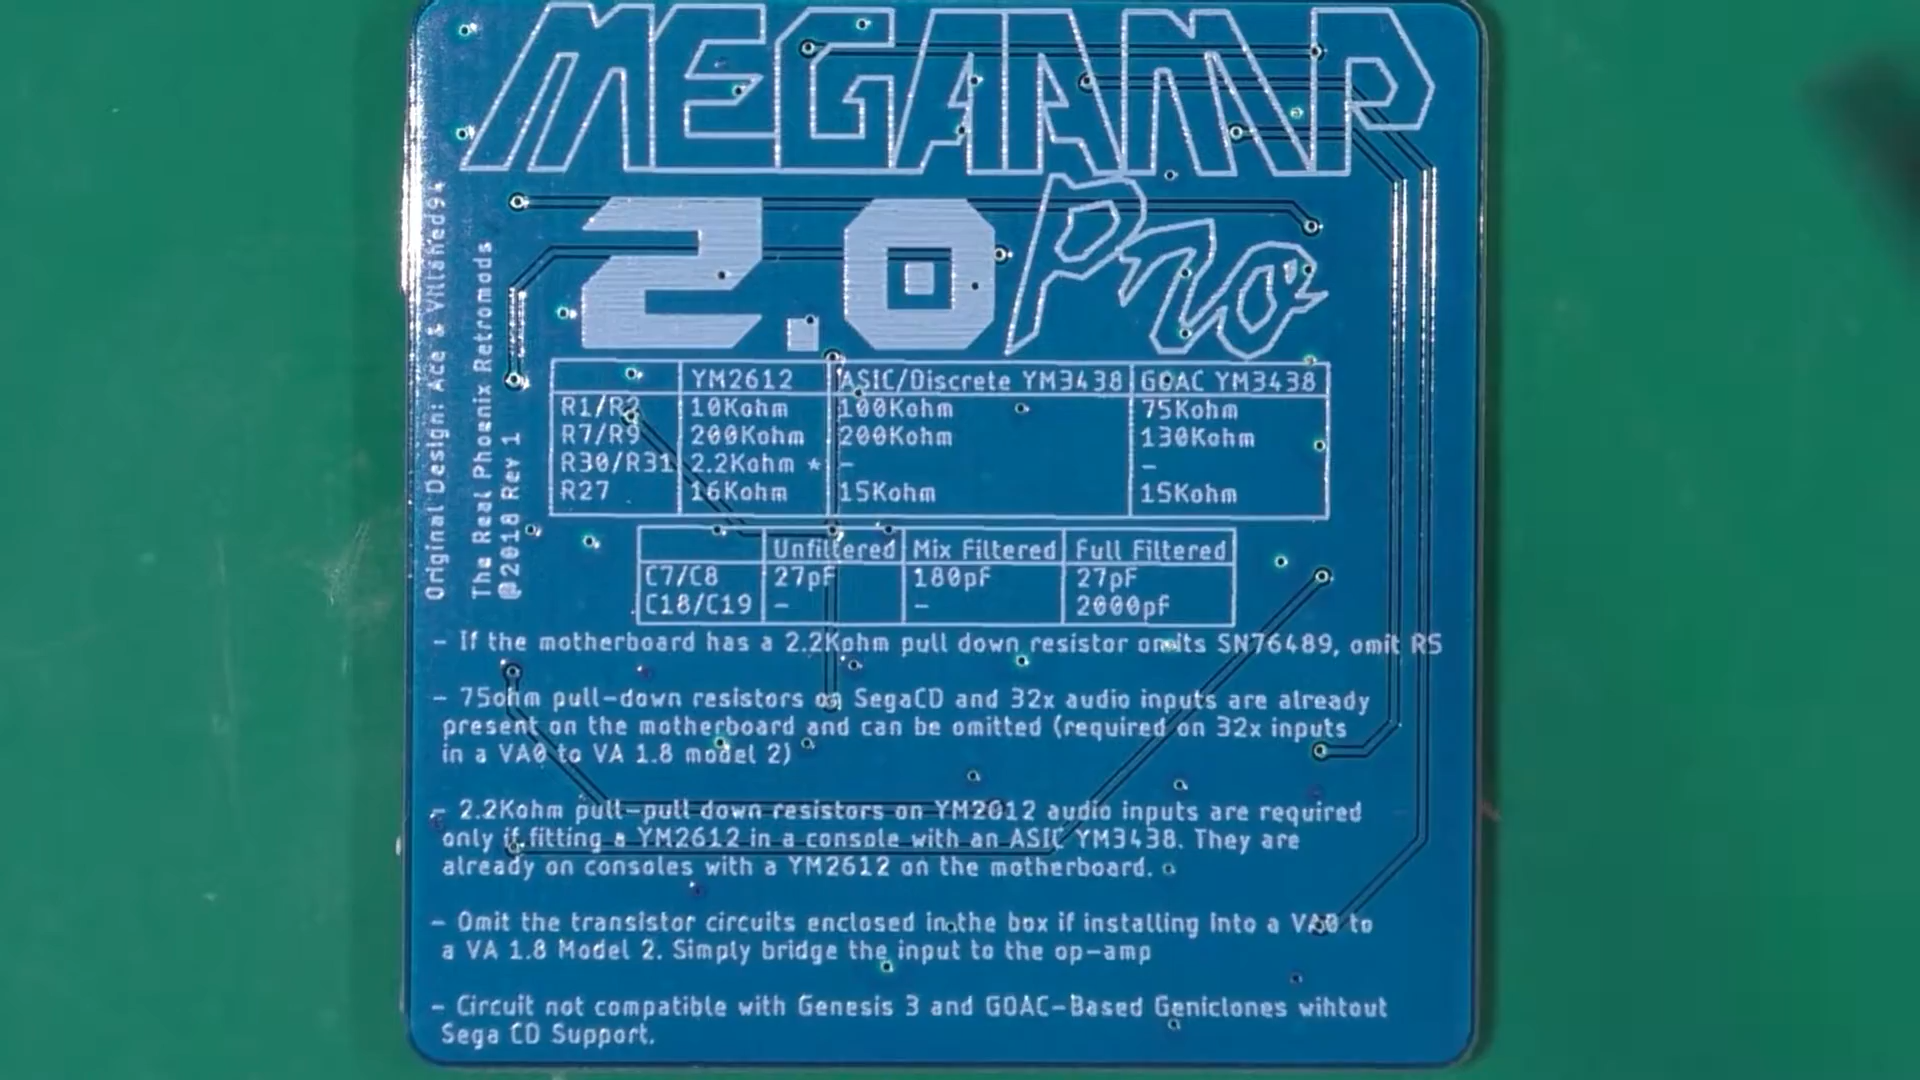 MEGAAMP
2.0 Pro
Original Design: Ace & Villahed94
The Real Phoenix Retromods
@2018 Rev 1
YM2612 ASIC/Discrete YM3438 GOAC YM3438
R1/R2 10Kohm 100Kohm 75Kohm
R7/R9 200Kohm 200Kohm 130Kohm
R30/R31 2.2Kohm * - -
R27 16Kohm 15Kohm 15Kohm
Unfiltered Mix Filtered Full Filtered
C7/C8 27pF 180pF 27pF
C18/C19 - - 2000pF
- If the motherboard has a 2.2Kohm pull down resistor on its SN76489, omit R5
- 75ohm pull-down resistors on SegaCD and 32x audio inputs are already
present on the motherboard and can be omitted (required on 32x inputs
in a VA0 to VA 1.8 model 2)
- 2.2Kohm pull-pull down resistors on YM2012 audio inputs are required
only if fitting a YM2612 in a console with an ASIC YM3438. They are
already on consoles with a YM2612 on the motherboard.
- Omit the transistor circuits enclosed in the box if installing into a VA0 to
a VA 1.8 Model 2. Simply bridge the input to the op-amp
- Circuit not compatible with Genesis 3 and GOAC-Based Geniclones wihtout
Sega CD Support.